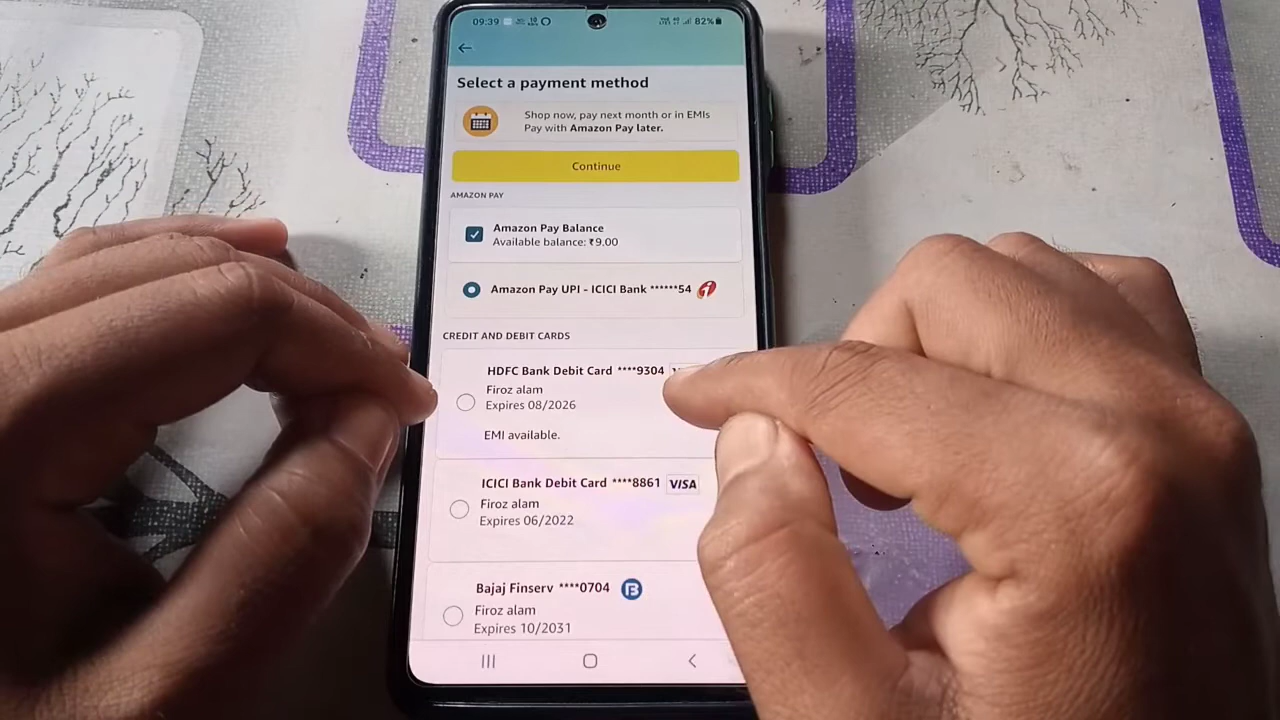 09:39
82%
Select a payment method
Shop now, pay next month or in EMIs
Pay with Amazon Pay later.
Continue
AMAZON PAY
Amazon Pay Balance
Available balance: ₹9.00
Amazon Pay UPI - ICICI Bank ******54
CREDIT AND DEBIT CARDS
HDFC Bank Debit Card ****9304
Firoz alam
Expires 08/2026
EMI available.
ICICI Bank Debit Card ****8861 VISA
Firoz alam
Expires 06/2022
Bajaj Finserv ****0704
Firoz alam
Expires 10/2031